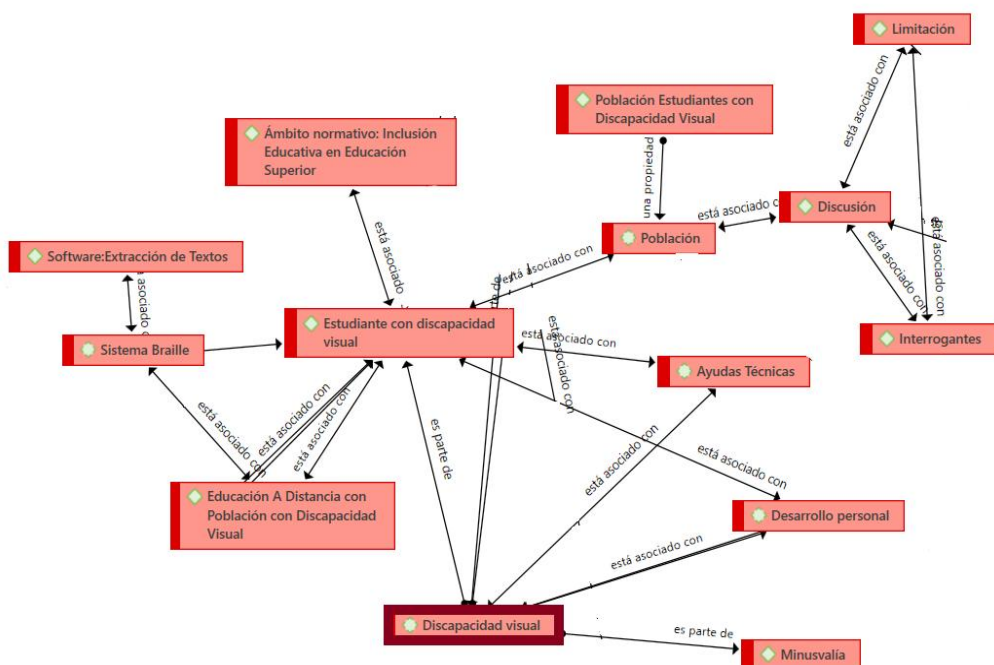 Limitación
está asociado con
Población Estudiantes con
Discapacidad Visual
Ámbito normativo: Inclusión
Educativa en Educación
Superior
una propiedad
está asociado c
Discusión
Población
está asociado
está asociado con
está asociado con
está asociado con
Software:Extracción de Textos
asociado c
Estudiante con discapacidad
visual
Sistema Braille
está asociado con
está asociado con
Interrogantes
Ayudas Técnicas
está asociado co
está asociado con
está asociado con
es parte de
está asociado con
está asociado con
Educación A Distancia con
Población con Discapacidad
Visual
Desarrollo personal
está asociado con
Discapacidad visual
es parte de
Minusvalía